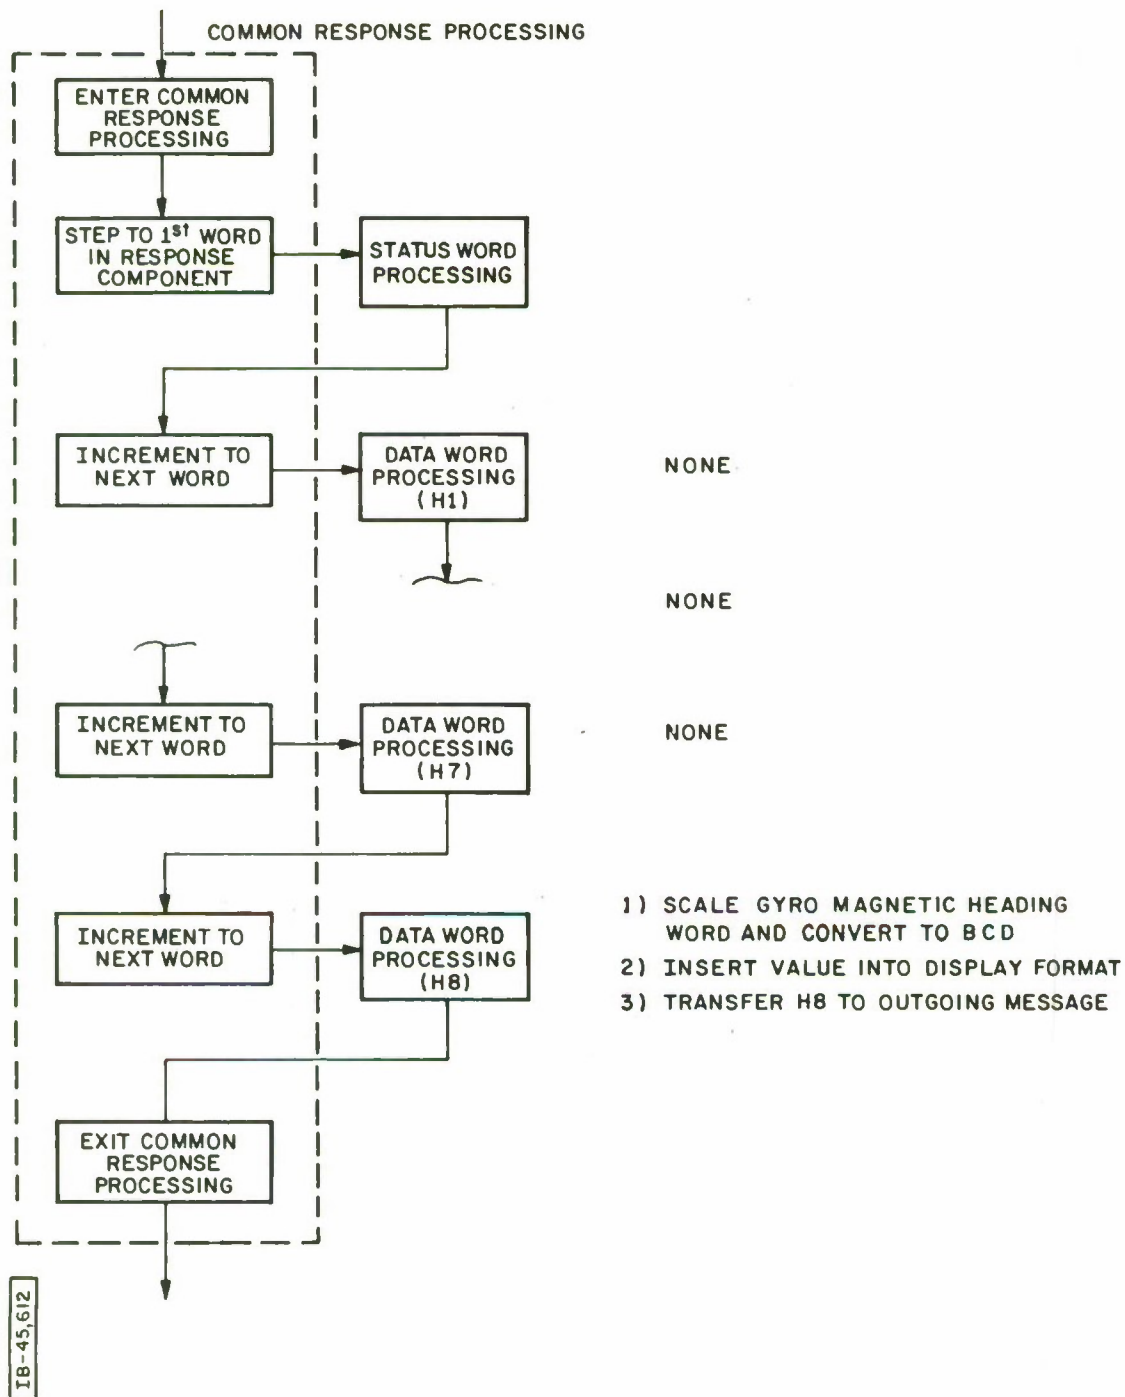 COMMON RESPONSE PROCESSING
ENTER COMMON
RESPONSE
PROCESSING
STEP TO 1ST WORD
IN RESPONSE
COMPONENT
STATUS WORD
PROCESSING
INCREMENT TO
NEXT WORD
DATA WORD
PROCESSING
(H1)
NONE
NONE
INCREMENT TO
NEXT WORD
DATA WORD
PROCESSING
(H7)
NONE
INCREMENT TO
NEXT WORD
DATA WORD
PROCESSING
(H8)
1) SCALE GYRO MAGNETIC HEADING
WORD AND CONVERT TO BCD
2) INSERT VALUE INTO DISPLAY FORMAT
3) TRANSFER H8 TO OUTGOING MESSAGE
EXIT COMMON
RESPONSE
PROCESSING
IB-45,612